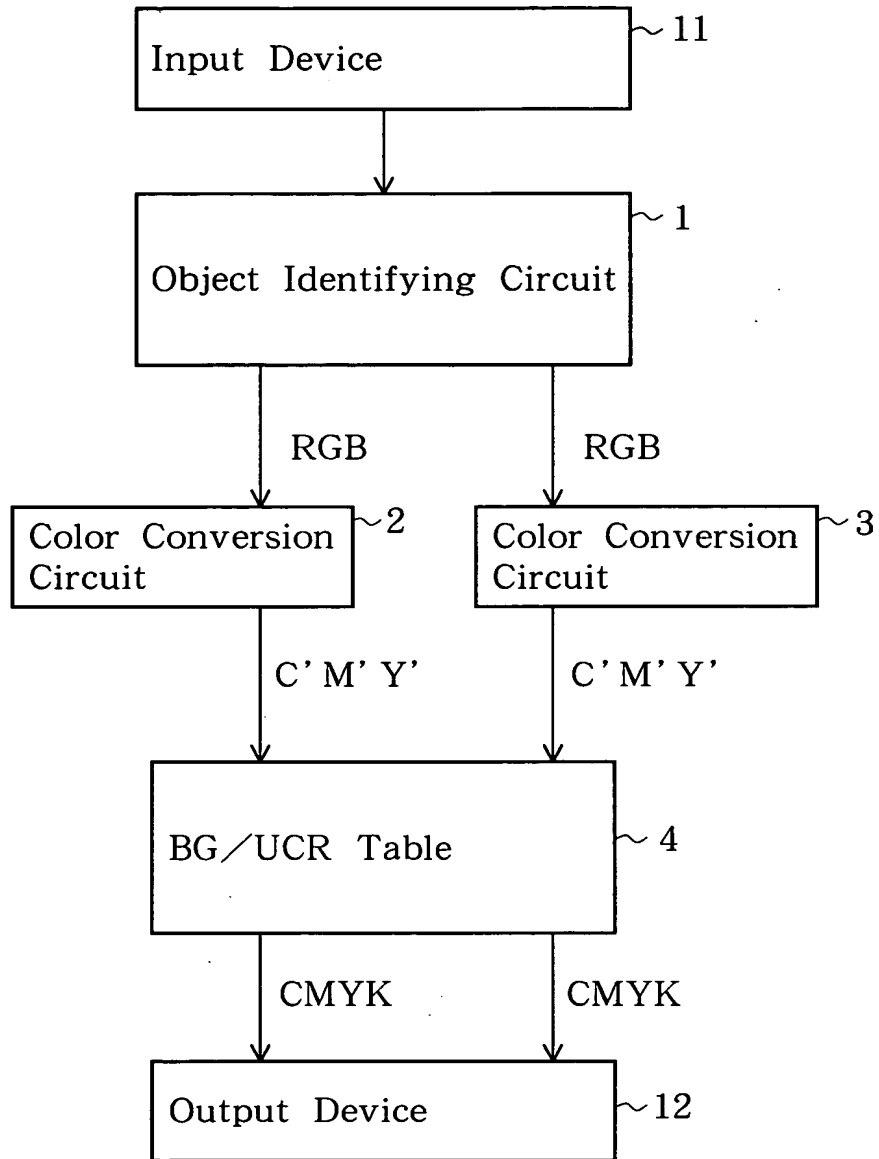 Input Device
11
Object Identifying Circuit
1
RGB
RGB
Color Conversion
Circuit
2
Color Conversion
Circuit
3
C' M' Y'
C' M' Y'
BG／UCR Table
4
CMYK
CMYK
Output Device
12